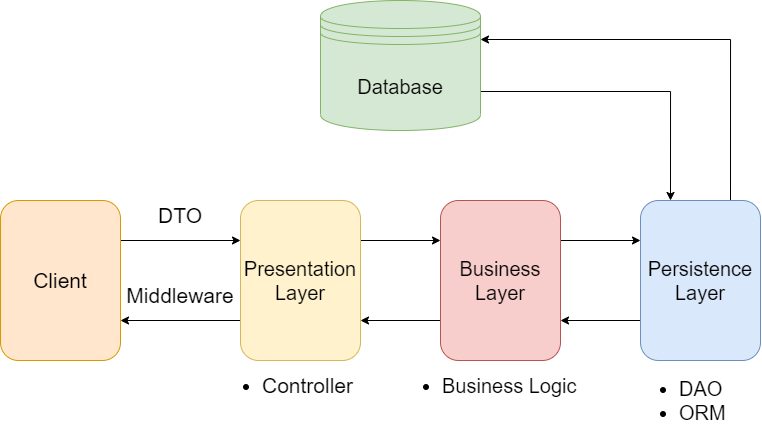 Database
DTO
Client
Middleware
Presentation
Layer
Business
Layer
Persistence
Layer
• Controller
• Business Logic
• DAO
• ORM